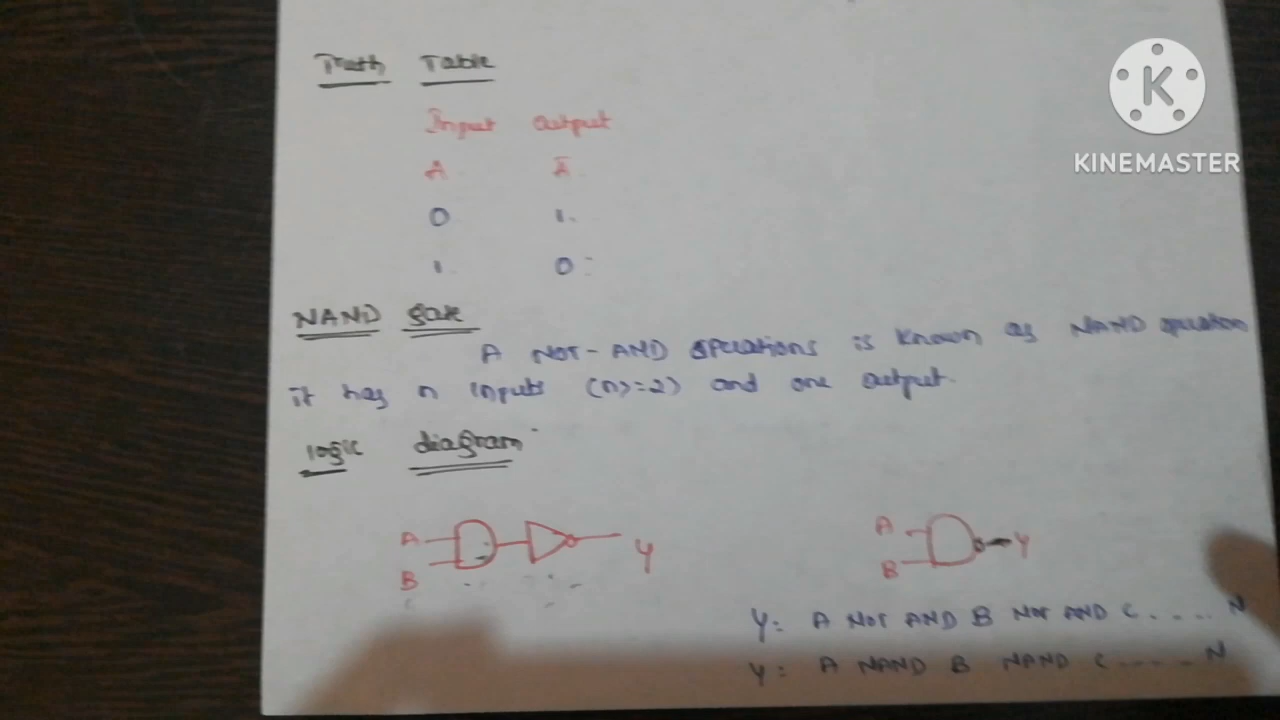 Truth Table
K
KINEMASTER
Input Output
A Ā
0 1
1 0
NAND gate
A NOT-AND operations is known as NAND operation
it has n inputs (n>=2) and one output.
logic diagram
A
B
Y
A
B
Y
Y= A NOT AND B NOT AND C..... N
Y= A NAND B NAND C..... N